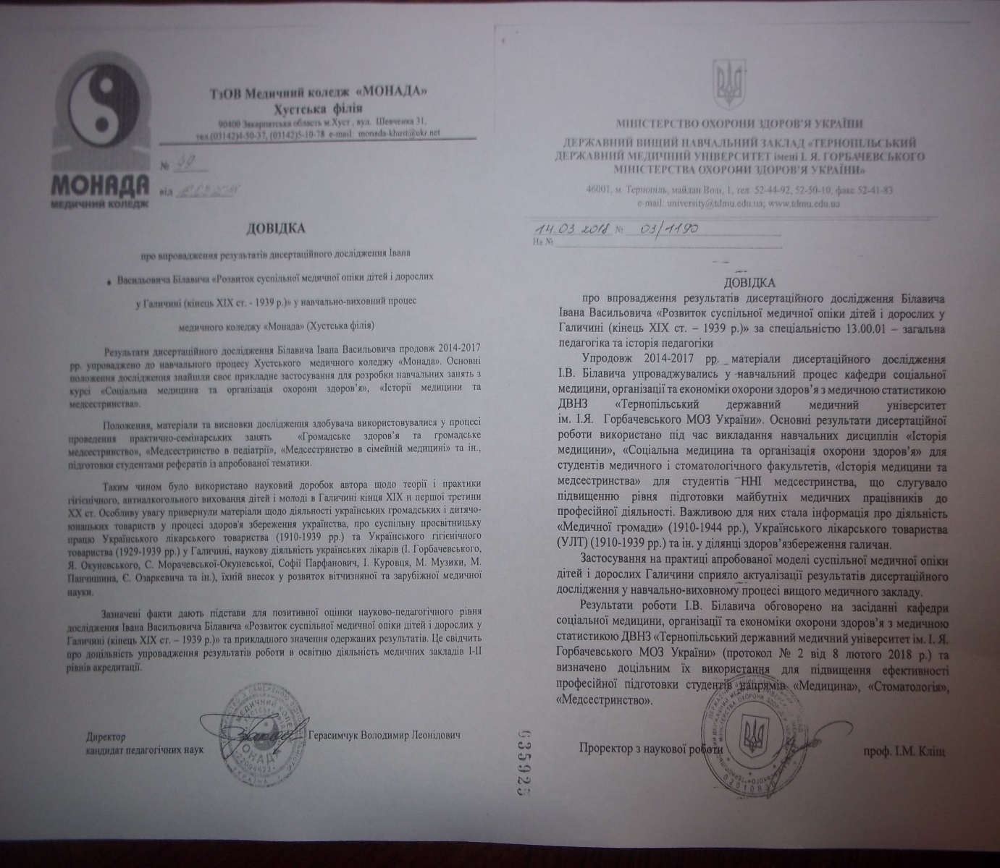 ТзОВ Медичний коледж «МОНАДА»
Хустська філія
90400 Закарпатська область м.Хуст , вул. Шевченка 31,
тел.(03142)4-50-37, (03142)5-10-78 e-mail: monada-khust@ukr.net
№ 99
від
МОНАДА
МЕДИЧНИЙ КОЛЕДЖ
ДОВІДКА
про впровадження результатів дисертаційного дослідження Івана
Васильовича Білавича «Розвиток суспільної медичної опіки дітей і дорослих
у Галичині (кінець ХІХ ст. - 1939 р.)» у навчально-виховний процес
медичного коледжу «Монада» (Хустська філія)
Результати дисертаційного дослідження Білавича Івана Васильовича продовж 2014-2017
рр. упроваджено до навчального процесу Хустського медичного коледжу «Монада». Основні
положення дослідження знайшли своє прикладне застосування для розробки навчальних занять з
курсі «Соціальна медицина та організація охорони здоров’я», «Історії медицини та
медсестринства».
Положення, матеріали та висновки дослідження здобувача використовувалися у процесі
проведення практично-семінарських занять «Громадське здоров’я та громадське
медсестринство», «Медсестринство в педіатрії», «Медсестринство в сімейній медицині» та ін.,
підготовки студентами рефератів із апробованої тематики.
Таким чином було використано науковий доробок автора щодо теорії і практики
гігієнічного, антиалкогольного виховання дітей і молоді в Галичині кінця ХІХ н першої третини
ХХ ст. Особливу увагу привернули матеріали щодо діяльності українських громадських і дитячо-
юнацьких товариств у процесі здоров'я збереження українства, про суспільну просвітницьку
працю Українського лікарського товариства (1910-1939 рр.) та Українського гігієнічного
товариства (1929-1939 рр.) у Галичині, наукову діяльність українських лікарів (І. Горбачевського,
Я. Окуневського, С. Морачевської-Окуневської, Софії Парфанович, І. Куровця, М. Музики, М.
Панчишина, Є. Озаркевича та ін.), їхній внесок у розвиток вітчизняної та зарубіжної медичної
науки.
Зазначені факти дають підстави для позитивної оцінки науково-педагогічного рівня
дослідження Івана Васильовича Білавича «Розвиток суспільної медичної опіки дітей і дорослих у
Галичині (кінець ХІХ ст. – 1939 р.)» та прикладного значення одержаних результатів. Це свідчить
про доцільність упровадження результатів роботи в освітню діяльність медичних закладів І-ІІ
рівнів акредитації.
Директор
кандидат педагогічних наук
Герасимчук Володимир Леонідович
МІНІСТЕРСТВО ОХОРОНИ ЗДОРОВ’Я УКРАЇНИ
ДЕРЖАВНИЙ ВИЩИЙ НАВЧАЛЬНИЙ ЗАКЛАД «ТЕРНОПІЛЬСЬКИЙ
ДЕРЖАВНИЙ МЕДИЧНИЙ УНІВЕРСИТЕТ імені І. Я. ГОРБАЧЕВСЬКОГО
МІНІСТЕРСТВА ОХОРОНИ ЗДОРОВ’Я УКРАЇНИ»
46001, м. Тернопіль, майдан Волі, 1, тел. 52-44-92, 52-50-10, факс 52-41-83
e-mail: university@tdmu.edu.ua; www.tdmu.edu.ua
14.03.2018 № 03/1190
На №
ДОВІДКА
про впровадження результатів дисертаційного дослідження Білавича
Івана Васильовича «Розвиток суспільної медичної опіки дітей і дорослих у
Галичині (кінець ХІХ ст. – 1939 р.)» за спеціальністю 13.00.01 – загальна
педагогіка та історія педагогіки
Упродовж 2014-2017 рр. матеріали дисертаційного дослідження
І.В. Білавича упроваджувались у навчальний процес кафедри соціальної
медицини, організації та економіки охорони здоров’я з медичною статистикою
ДВНЗ «Тернопільський державний медичний університет
ім. І.Я. Горбачевського МОЗ України». Основні результати дисертаційної
роботи використано під час викладання навчальних дисциплін «Історія
медицини», «Соціальна медицина та організація охорони здоров’я» для
студентів медичного і стоматологічного факультетів, «Історія медицини та
медсестринства» для студентів ННІ медсестринства, що слугувало
підвищенню рівня підготовки майбутніх медичних працівників до
професійної діяльності. Важливою для них стала інформація про діяльність
«Медичної громади» (1910-1944 рр.), Українського лікарського товариства
(УЛТ) (1910-1939 рр.) та ін. у ділянці здоров’язбереження галичан.
Застосування на практиці апробованої моделі суспільної медичної опіки
дітей і дорослих Галичини сприяло актуалізації результатів дисертаційного
дослідження у навчально-виховному процесі вищого медичного закладу.
Результати роботи І.В. Білавича обговорено на засіданні кафедри
соціальної медицини, організації та економіки охорони здоров’я з медичною
статистикою ДВНЗ «Тернопільський державний медичний університет ім. І. Я.
Горбачевського МОЗ України» (протокол № 2 від 8 лютого 2018 р.) та
визначено доцільним їх використання для підвищення ефективності
професійної підготовки студентів напрямів «Медицина», «Стоматологія»,
«Медсестринство».
Проректор з наукової роботи
проф. І.М. Кліщ
635925